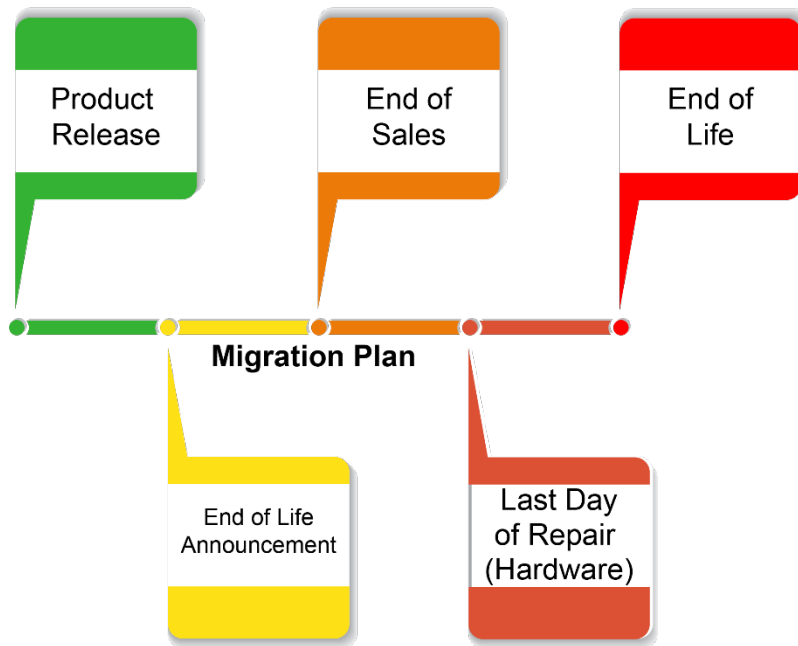 Product
Release
End of
Sales
End of
Life
Migration Plan
End of Life
Announcement
Last Day
of Repair
(Hardware)